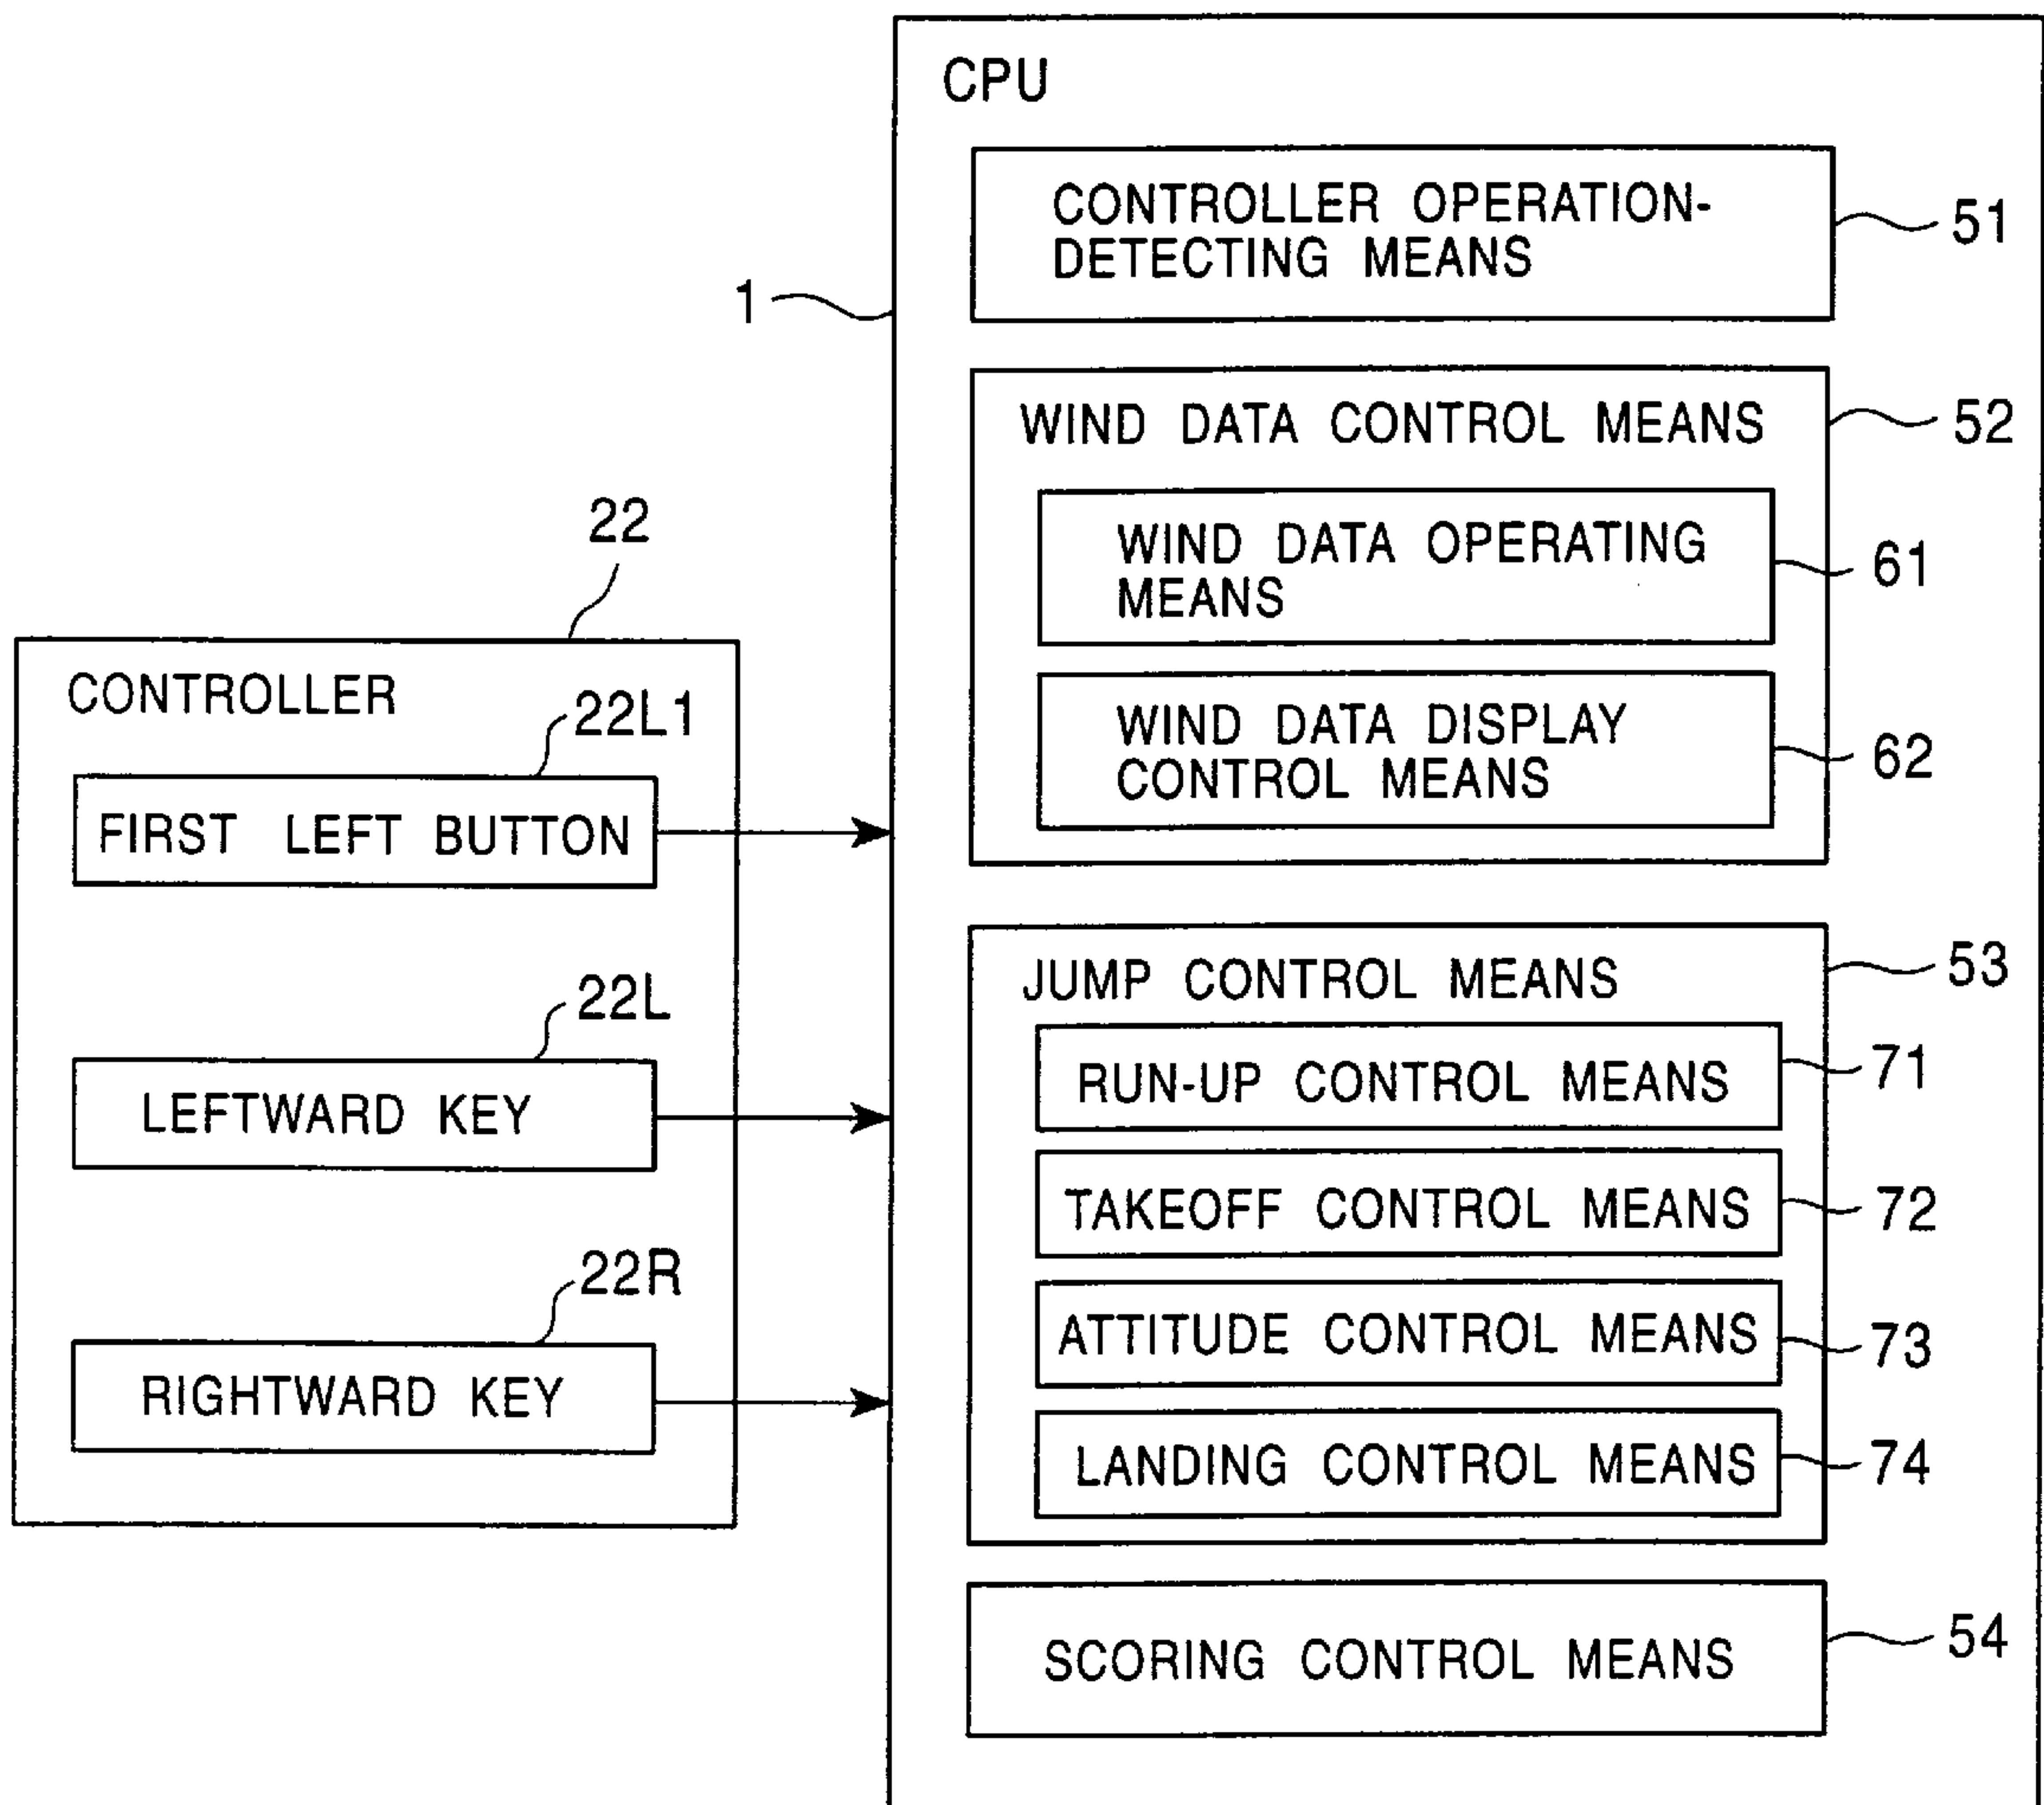 CPU
CONTROLLER OPERATION-
DETECTING MEANS
51
1
WIND DATA CONTROL MEANS
52
WIND DATA OPERATING
MEANS
61
WIND DATA DISPLAY
CONTROL MEANS
62
22
CONTROLLER
22L1
FIRST LEFT BUTTON
22L
LEFTWARD KEY
22R
RIGHTWARD KEY
JUMP CONTROL MEANS
53
RUN-UP CONTROL MEANS
71
TAKEOFF CONTROL MEANS
72
ATTITUDE CONTROL MEANS
73
LANDING CONTROL MEANS
74
SCORING CONTROL MEANS
54